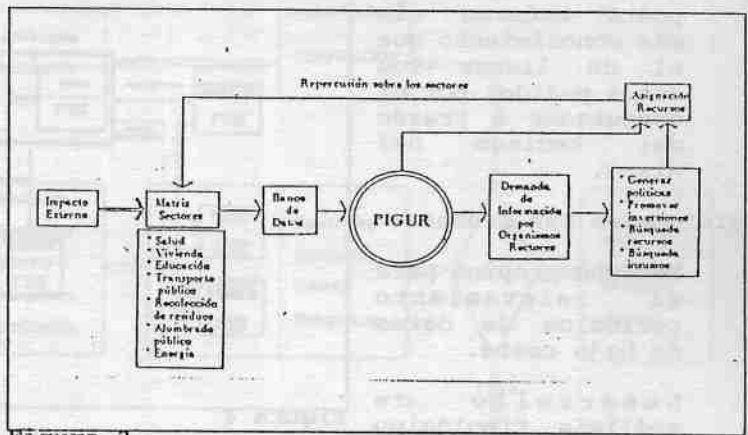 Repercusión sobre los sectores
Asignación
Recursos
Impacto
Externo
Matriz
Sectores
Banco
de
Datos
PIGUR
Demanda
de
Información
por
Organismos
Rectores
* Generar
políticas
* Promover
inversiones
* Búsqueda
recursos
* Búsqueda
insumos
* Salud
* Vivienda
* Educación
* Transporte
público
* Recolección
de residuos
* Alumbrado
público
* Energía